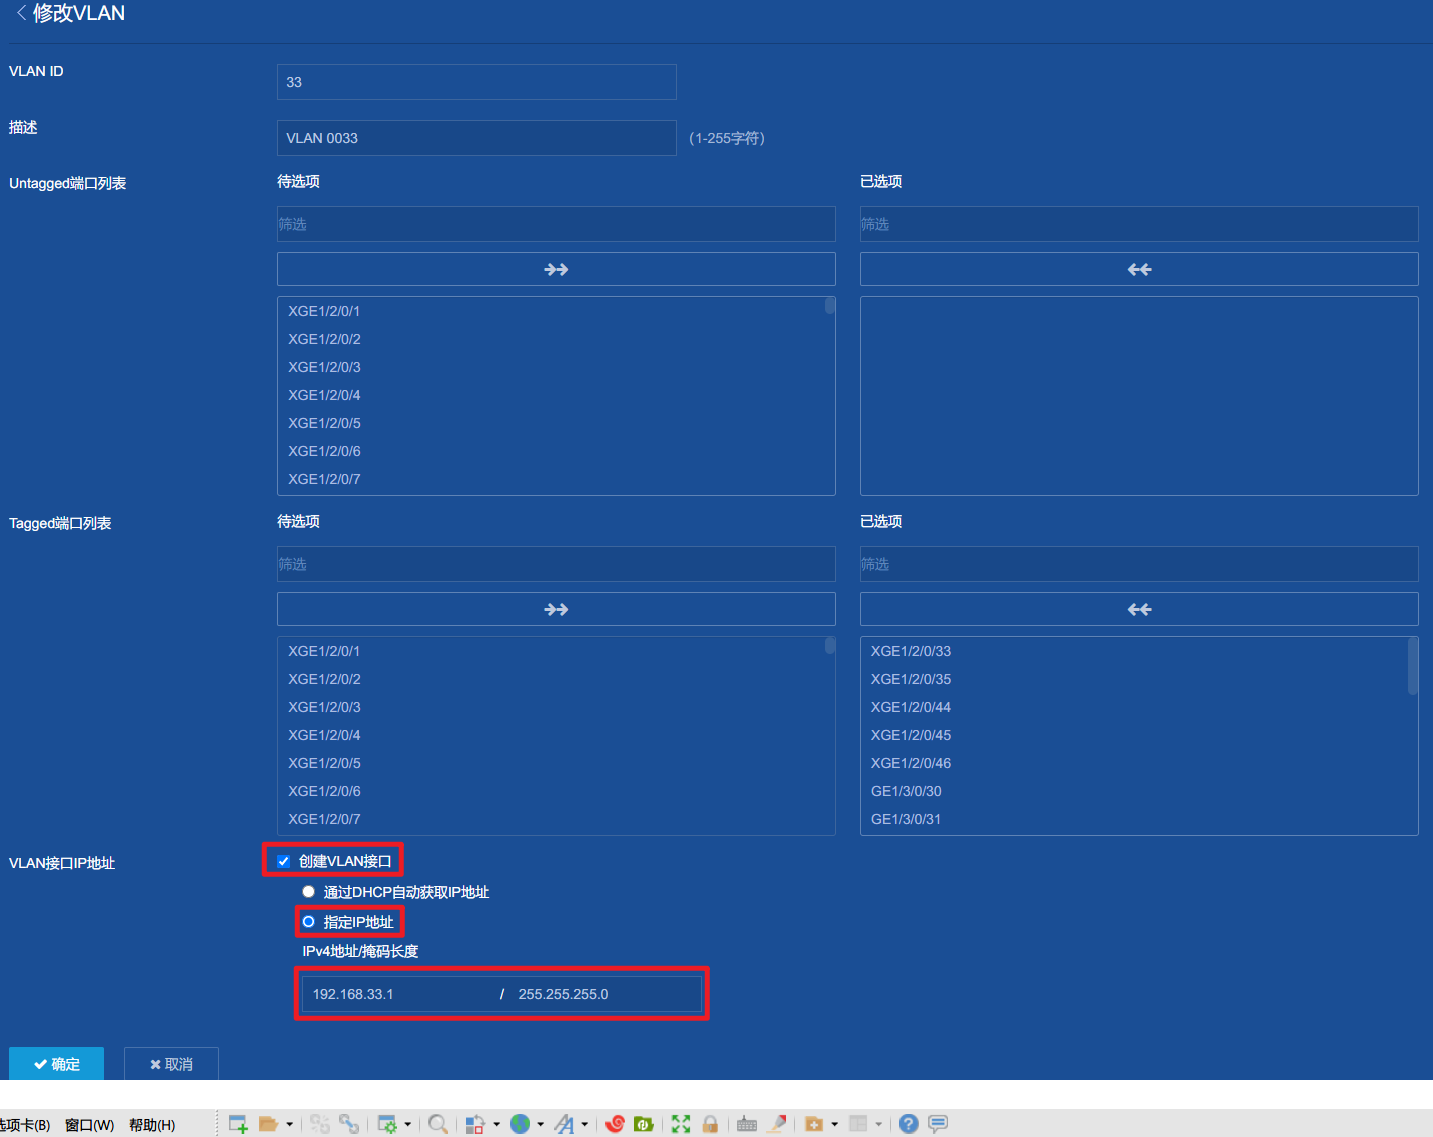 修改VLAN
VLAN ID
33
描述
VLAN 0033
(1-255字符)
Untagged端口列表
待选项
已选项
筛选
筛选
XGE1/2/0/1
XGE1/2/0/2
XGE1/2/0/3
XGE1/2/0/4
XGE1/2/0/5
XGE1/2/0/6
XGE1/2/0/7
Tagged端口列表
待选项
已选项
筛选
筛选
XGE1/2/0/1
XGE1/2/0/2
XGE1/2/0/3
XGE1/2/0/4
XGE1/2/0/5
XGE1/2/0/6
XGE1/2/0/7
XGE1/2/0/33
XGE1/2/0/35
XGE1/2/0/44
XGE1/2/0/45
XGE1/2/0/46
GE1/3/0/30
GE1/3/0/31
VLAN接口IP地址
创建VLAN接口
通过DHCP自动获取IP地址
指定IP地址
IPv4地址/掩码长度
192.168.33.1 / 255.255.255.0
确定
取消
选项卡(B) 窗口(W) 帮助(H)